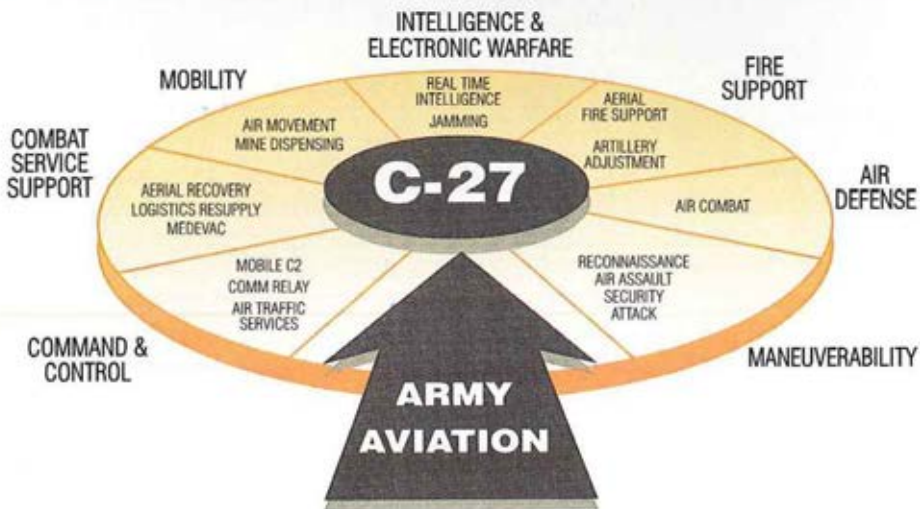 INTELLIGENCE &
ELECTRONIC WARFARE
FIRE
SUPPORT
MOBILITY
REAL TIME
INTELLIGENCE
JAMMING
AERIAL
FIRE SUPPORT
ARTILLERY
ADJUSTMENT
AIR MOVEMENT
MINE DISPENSING
COMBAT
SERVICE
SUPPORT
C-27
AIR
DEFENSE
AERIAL RECOVERY
LOGISTICS RESUPPLY
MEDEVAC
AIR COMBAT
MOBILE C2
COMM RELAY
AIR TRAFFIC
SERVICES
RECONNAISSANCE
AIR ASSAULT
SECURITY
ATTACK
COMMAND &
CONTROL
MANEUVERABILITY
ARMY
AVIATION